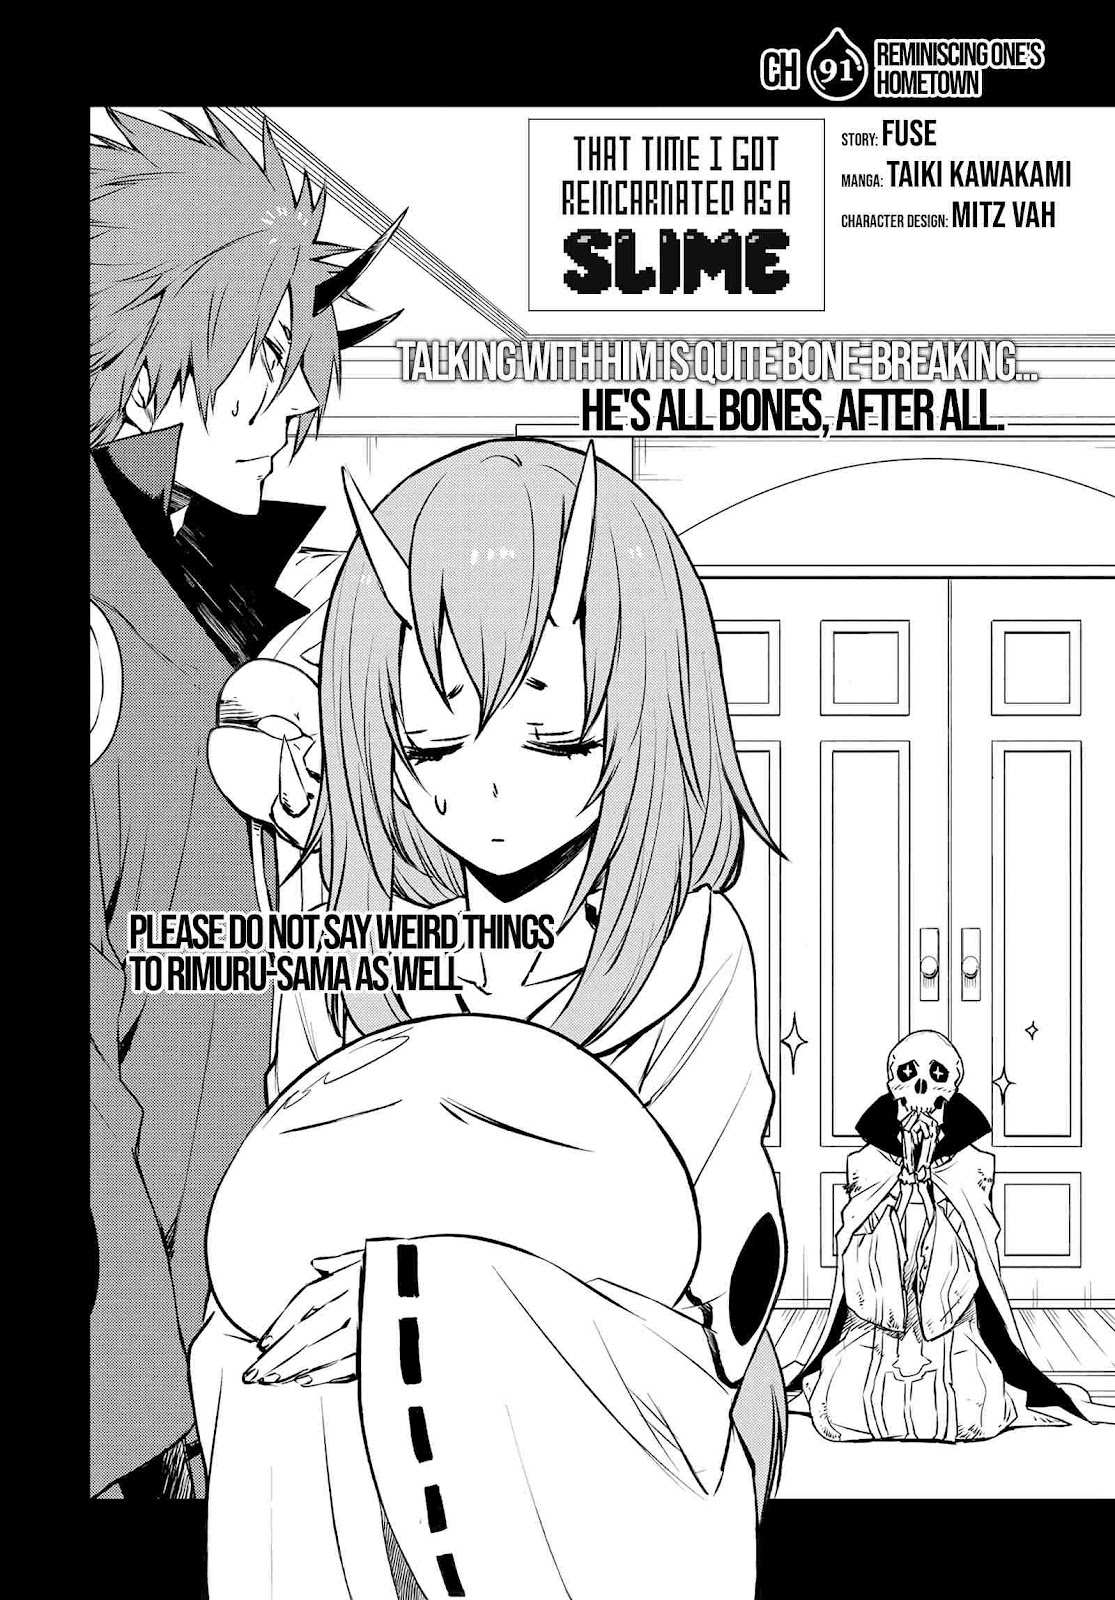 CH 91 REMINISCING ONE'S
HOMETOWN
THAT TIME I GOT
REINCARNATED AS A
SLIME
STORY: FUSE
MANGA: TAIKI KAWAKAMI
CHARACTER DESIGN: MITZ VAH
TALKING WITH HIM IS QUITE BONE-BREAKING...
HE'S ALL BONES, AFTER ALL.
PLEASE DO NOT SAY WEIRD THINGS
TO RIMURU-SAMA AS WELL